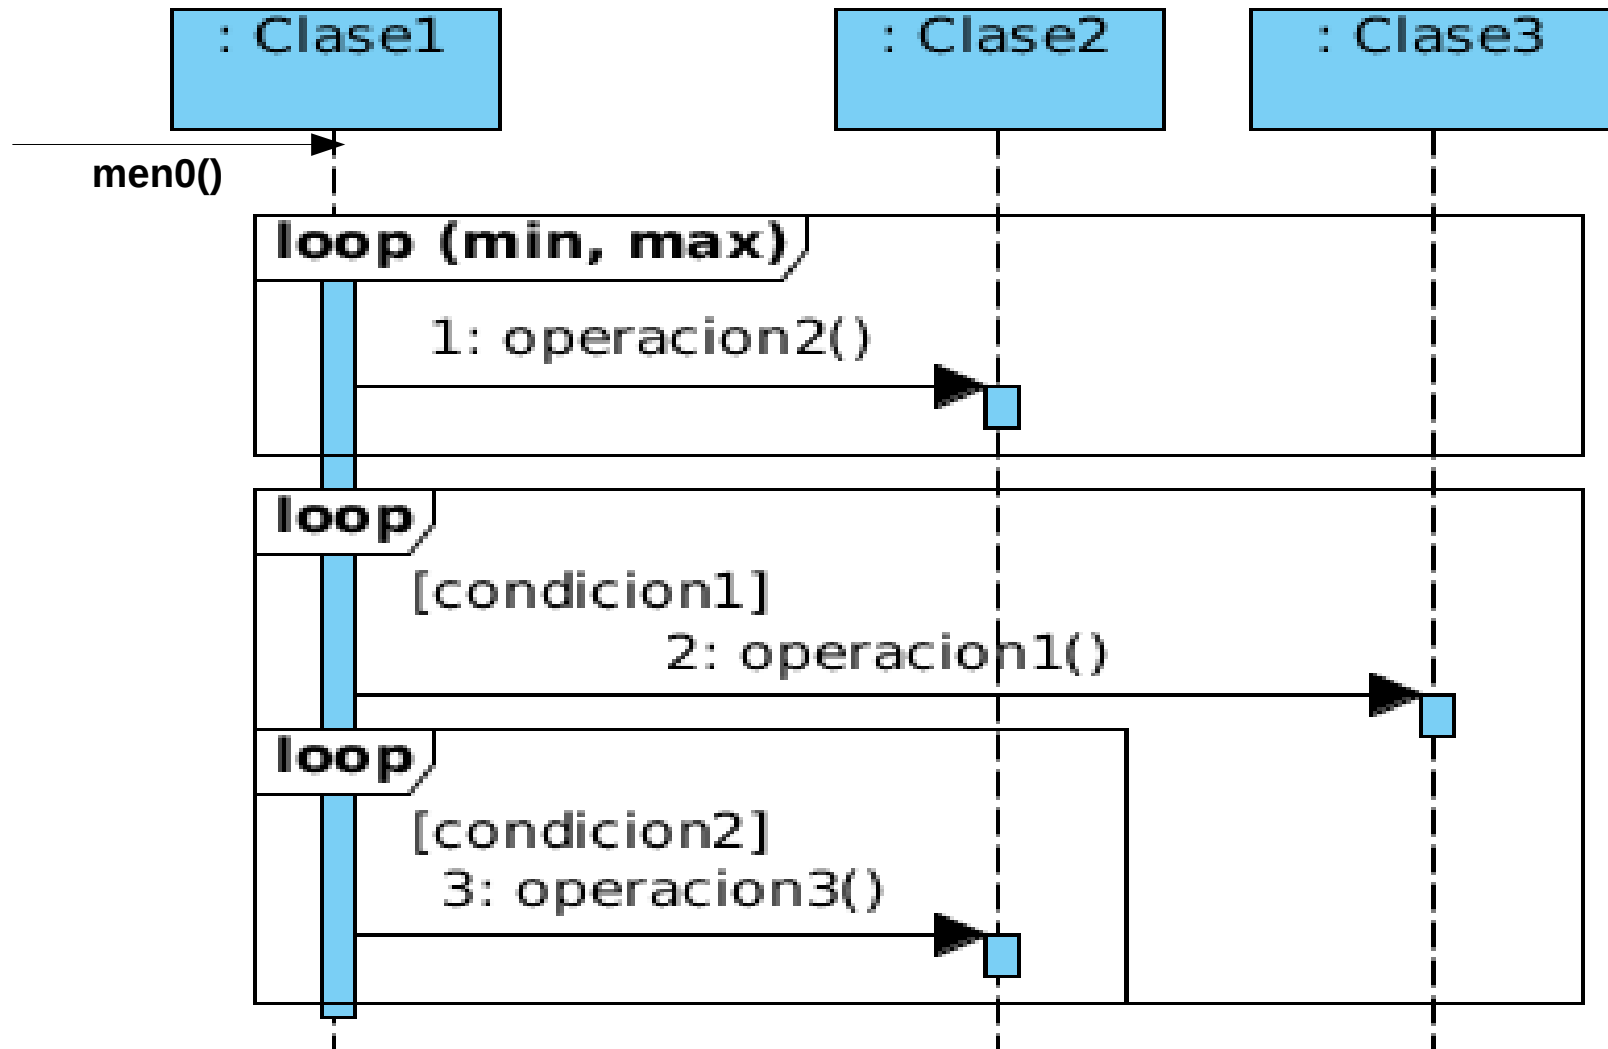 : Clase1
: Clase2
: Clase3
men0()
loop (min, max)
1: operacion2()
loop
[condicion1]
2: operacion1()
loop
[condicion2]
3: operacion3()